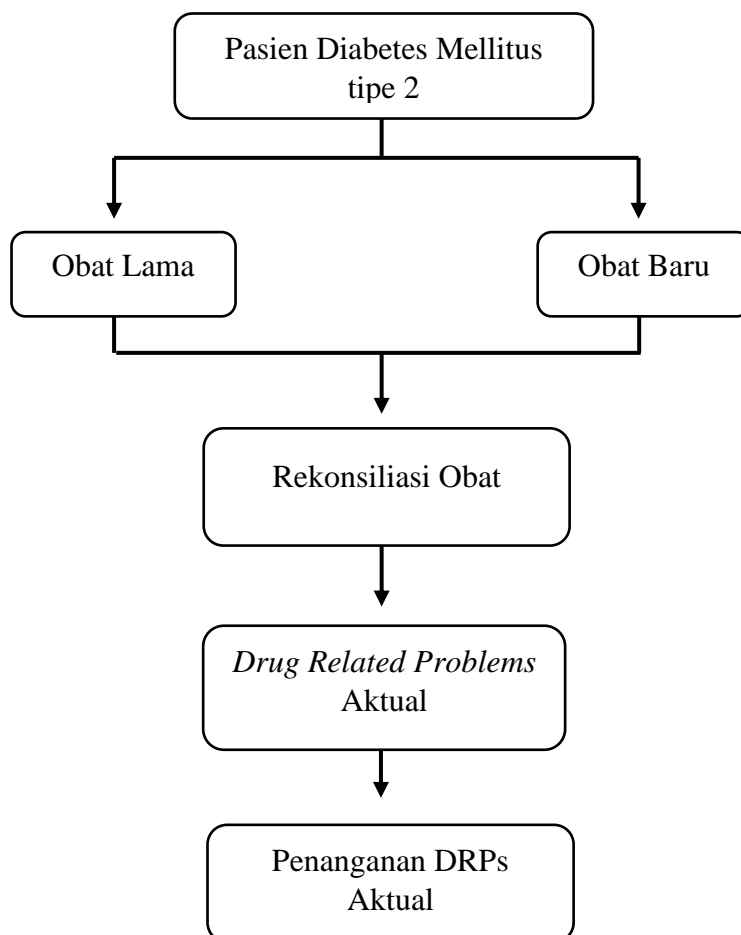 Pasien Diabetes Mellitus
tipe 2
Obat Lama
Obat Baru
Rekonsiliasi Obat
Drug Related Problems
Aktual
Penanganan DRPs
Aktual